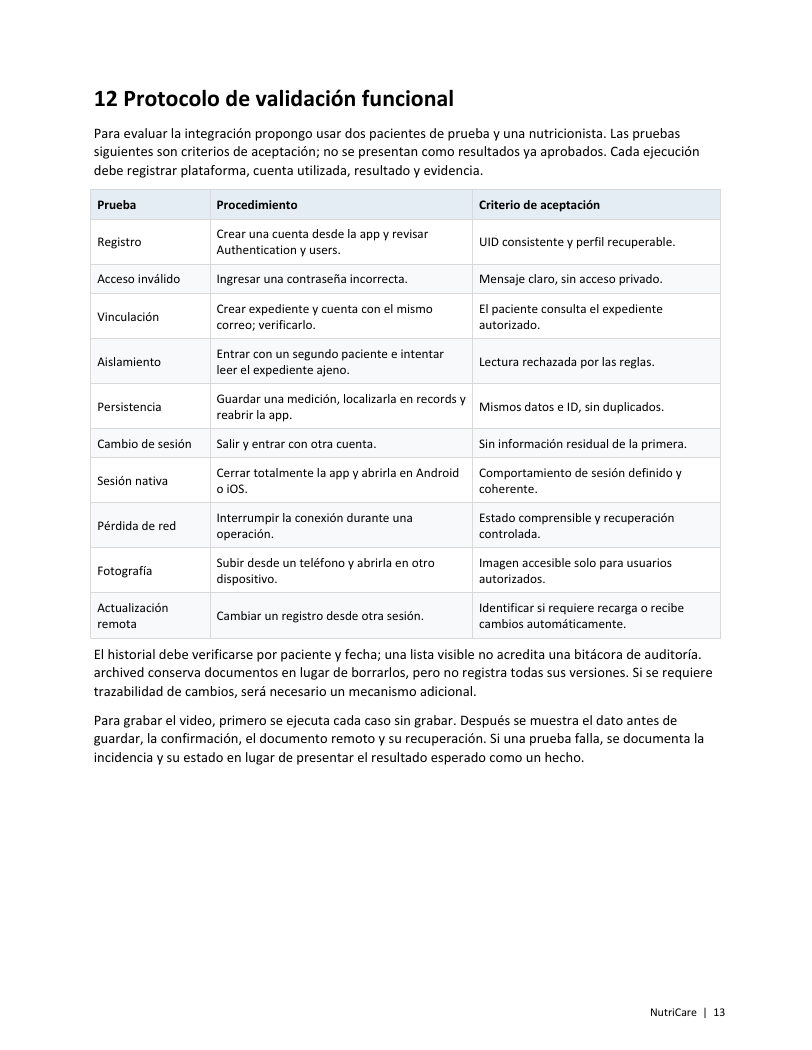 12 Protocolo de validación funcional
Para evaluar la integración propongo usar dos pacientes de prueba y una nutricionista. Las pruebas
siguientes son criterios de aceptación; no se presentan como resultados ya aprobados. Cada ejecución
debe registrar plataforma, cuenta utilizada, resultado y evidencia.
Prueba Procedimiento Criterio de aceptación
Registro
Crear una cuenta desde la app y revisar
Authentication y users.
UID consistente y perfil recuperable.
Acceso inválido Ingresar una contraseña incorrecta. Mensaje claro, sin acceso privado.
Vinculación
Crear expediente y cuenta con el mismo
correo; verificarlo.
El paciente consulta el expediente
autorizado.
Aislamiento
Entrar con un segundo paciente e intentar
leer el expediente ajeno.
Lectura rechazada por las reglas.
Persistencia
Guardar una medición, localizarla en records y
reabrir la app.
Mismos datos e ID, sin duplicados.
Cambio de sesión Salir y entrar con otra cuenta. Sin información residual de la primera.
Sesión nativa
Cerrar totalmente la app y abrirla en Android
o iOS.
Comportamiento de sesión definido y
coherente.
Pérdida de red
Interrumpir la conexión durante una
operación.
Estado comprensible y recuperación
controlada.
Fotografía
Subir desde un teléfono y abrirla en otro
dispositivo.
Imagen accesible solo para usuarios
autorizados.
Actualización
remota
Cambiar un registro desde otra sesión.
Identificar si requiere recarga o recibe
cambios automáticamente.
El historial debe verificarse por paciente y fecha; una lista visible no acredita una bitácora de auditoría.
archived conserva documentos en lugar de borrarlos, pero no registra todas sus versiones. Si se requiere
trazabilidad de cambios, será necesario un mecanismo adicional.
Para grabar el video, primero se ejecuta cada caso sin grabar. Después se muestra el dato antes de
guardar, la confirmación, el documento remoto y su recuperación. Si una prueba falla, se documenta la
incidencia y su estado en lugar de presentar el resultado esperado como un hecho.
NutriCare | 13